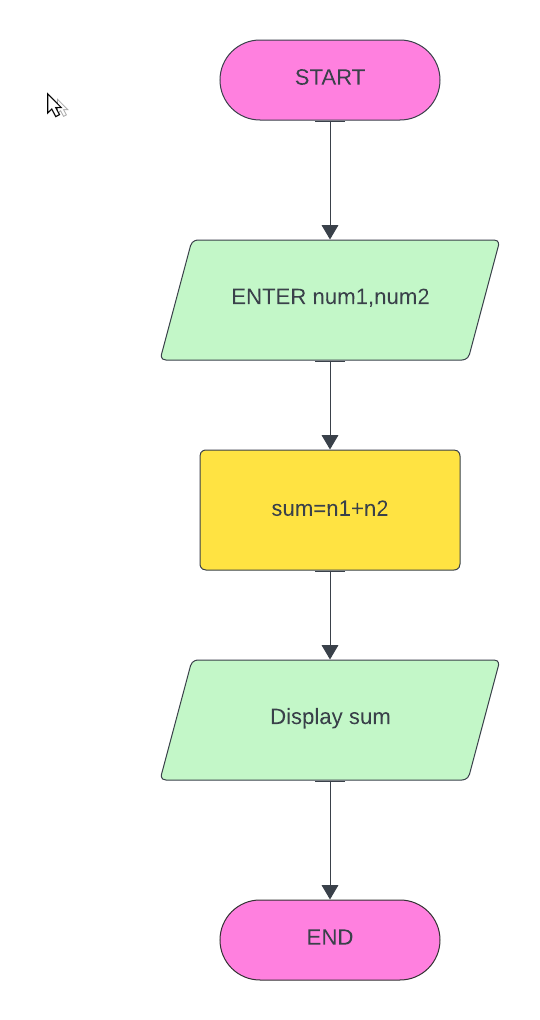 START
ENTER num1,num2
sum=n1+n2
Display sum
END